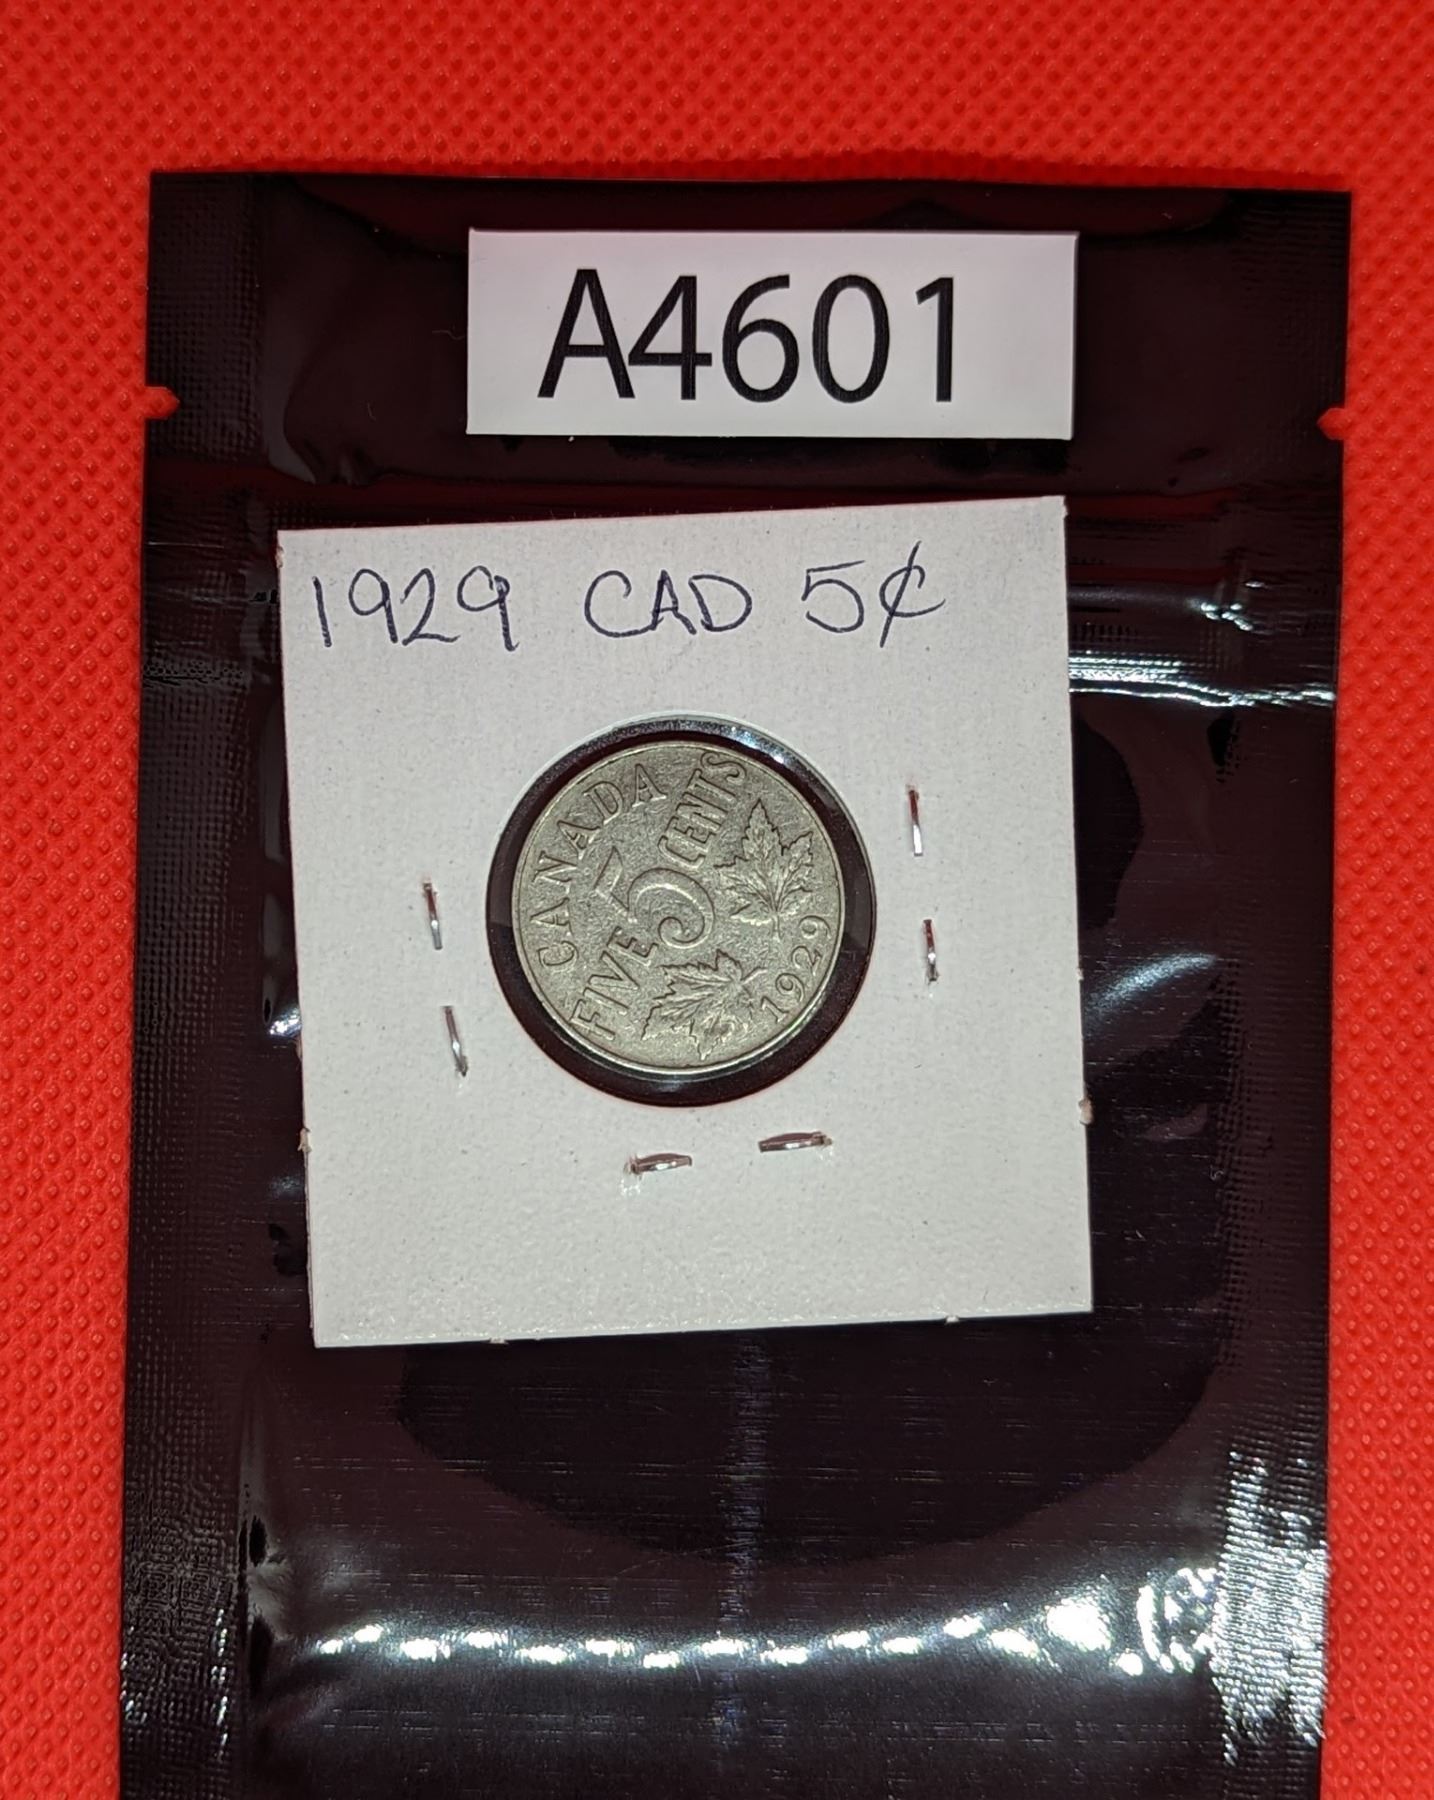 A4601
1929 CAD 5¢
CANADA
FIVE 5 CENTS
1929